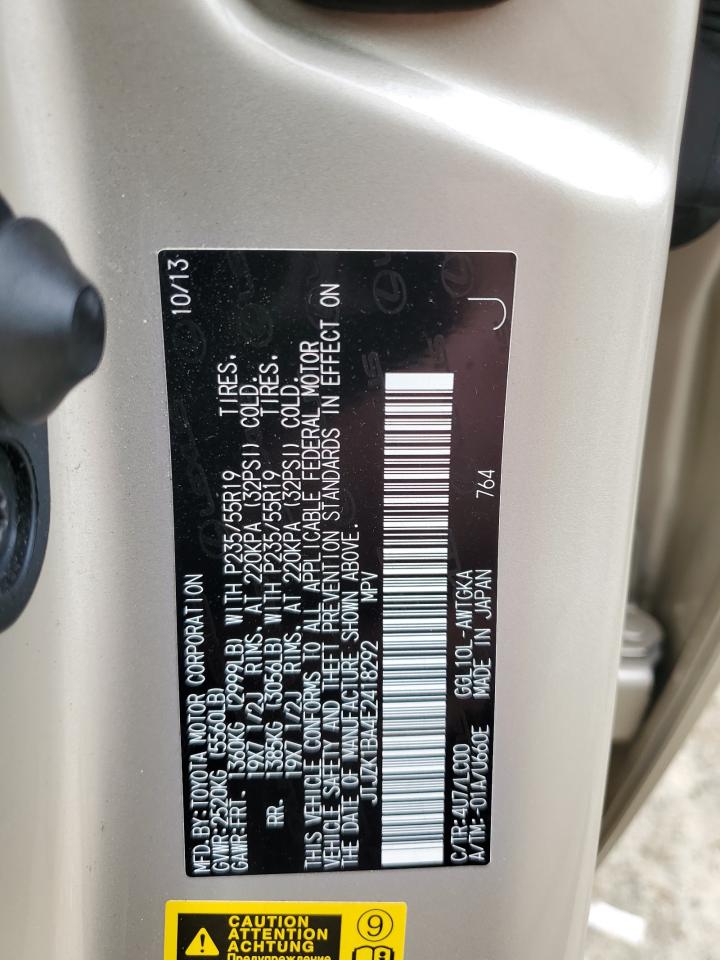 MFD.BY:TOYOTA MOTOR CORPORATION 10/13
GVWR:2520KG (5560LB)
GAWR:FRT. 1360KG (2999LB) WITH P235/55R19 TIRES.
19X7 1/2J RIMS. AT 220KPA (32PSI) COLD.
RR. 1385KG (3056LB) WITH P235/55R19 TIRES.
19X7 1/2J RIMS. AT 220KPA (32PSI) COLD.
THIS VEHICLE CONFORMS TO ALL APPLICABLE FEDERAL MOTOR
VEHICLE SAFETY AND THEFT PREVENTION STANDARDS IN EFFECT ON
THE DATE OF MANUFACTURE SHOWN ABOVE.
JTJZK1BA4E2418292 MPV
C/TR:4U7/LC00 GGL10L-AWTGKA 764
A/TM:-01A/U660E MADE IN JAPAN J
CAUTION
ATTENTION
ACHTUNG
Предупреждение
9